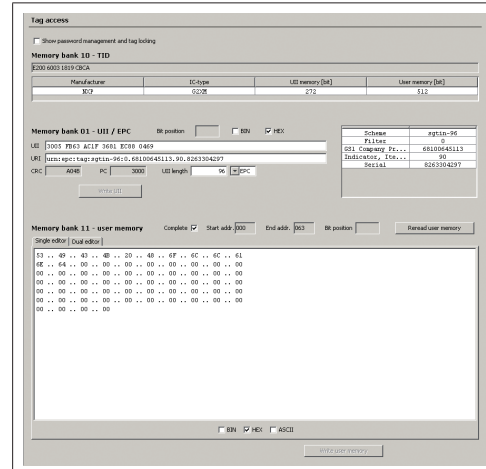 Tag access
Show password management and tag locking
Memory bank 10 - TID
E200 6003 1819 CBCA
Manufacturer IC-type UII memory [bit] User memory [bit]
NXP G2XM 272 512
Memory bank 01 - UII / EPC Bit position BIN HEX
UII 3005 FB63 AC1F 3681 EC88 0469
URI urn:epc:tag:sgtin-96:0.68100645113.90.8263304297
CRC A04B PC 3000 UII length 96 EPC
Write UII
Scheme sgtin-96
Filter 0
GS1 Company Pr... 68100645113
Indicator, Ite... 90
Serial 8263304297
Memory bank 11 - user memory Complete Start addr. 000 End addr. 063 Bit position Reread user memory
Single editor Dual editor
53 .. 49 .. 43 .. 4B .. 20 .. 48 .. 6F .. 6C .. 6C .. 61
6E .. 64 .. 00 .. 00 .. 00 .. 00 .. 00 .. 00 .. 00 .. 00
00 .. 00 .. 00 .. 00 .. 00 .. 00 .. 00 .. 00 .. 00 .. 00
00 .. 00 .. 00 .. 00 .. 00 .. 00 .. 00 .. 00 .. 00 .. 00
00 .. 00 .. 00 .. 00 .. 00 .. 00 .. 00 .. 00 .. 00 .. 00
00 .. 00 .. 00 .. 00 .. 00 .. 00 .. 00 .. 00 .. 00 .. 00
00 .. 00 .. 00 .. 00
BIN HEX ASCII
Write user memory